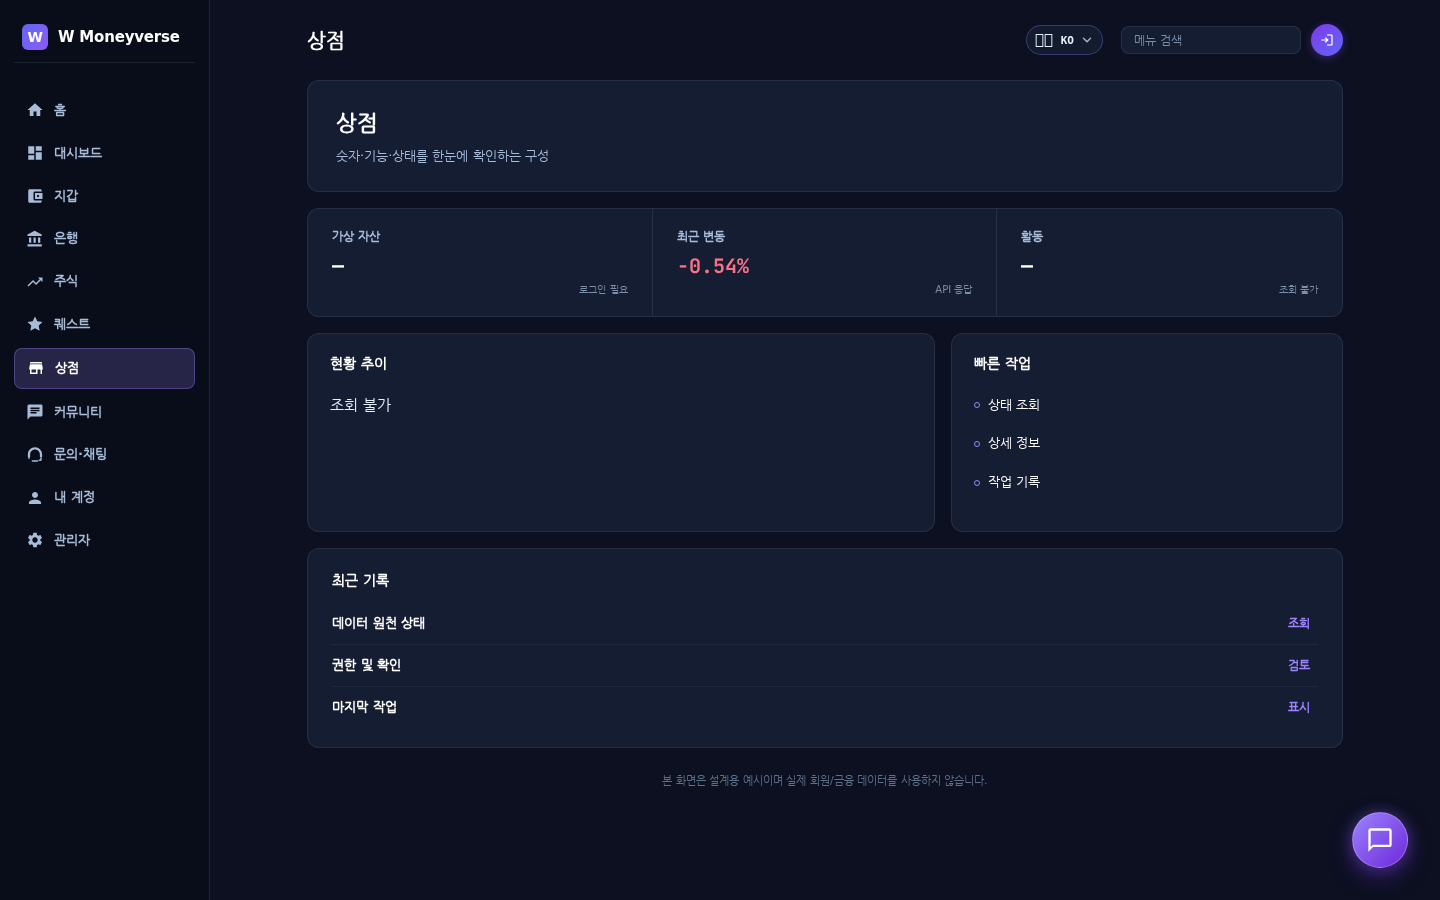 W W Moneyverse
홈
대시보드
지갑
은행
주식
퀘스트
상점
커뮤니티
문의·채팅
내 계정
관리자
상점
KO
메뉴 검색
상점
숫자·기능·상태를 한눈에 확인하는 구성
가상 자산
—
로그인 필요
최근 변동
-0.54%
API 응답
활동
—
조회 불가
현황 추이
조회 불가
빠른 작업
상태 조회
상세 정보
작업 기록
최근 기록
데이터 원천 상태
조회
권한 및 확인
검토
마지막 작업
표시
본 화면은 설계용 예시이며 실제 회원/금융 데이터를 사용하지 않습니다.